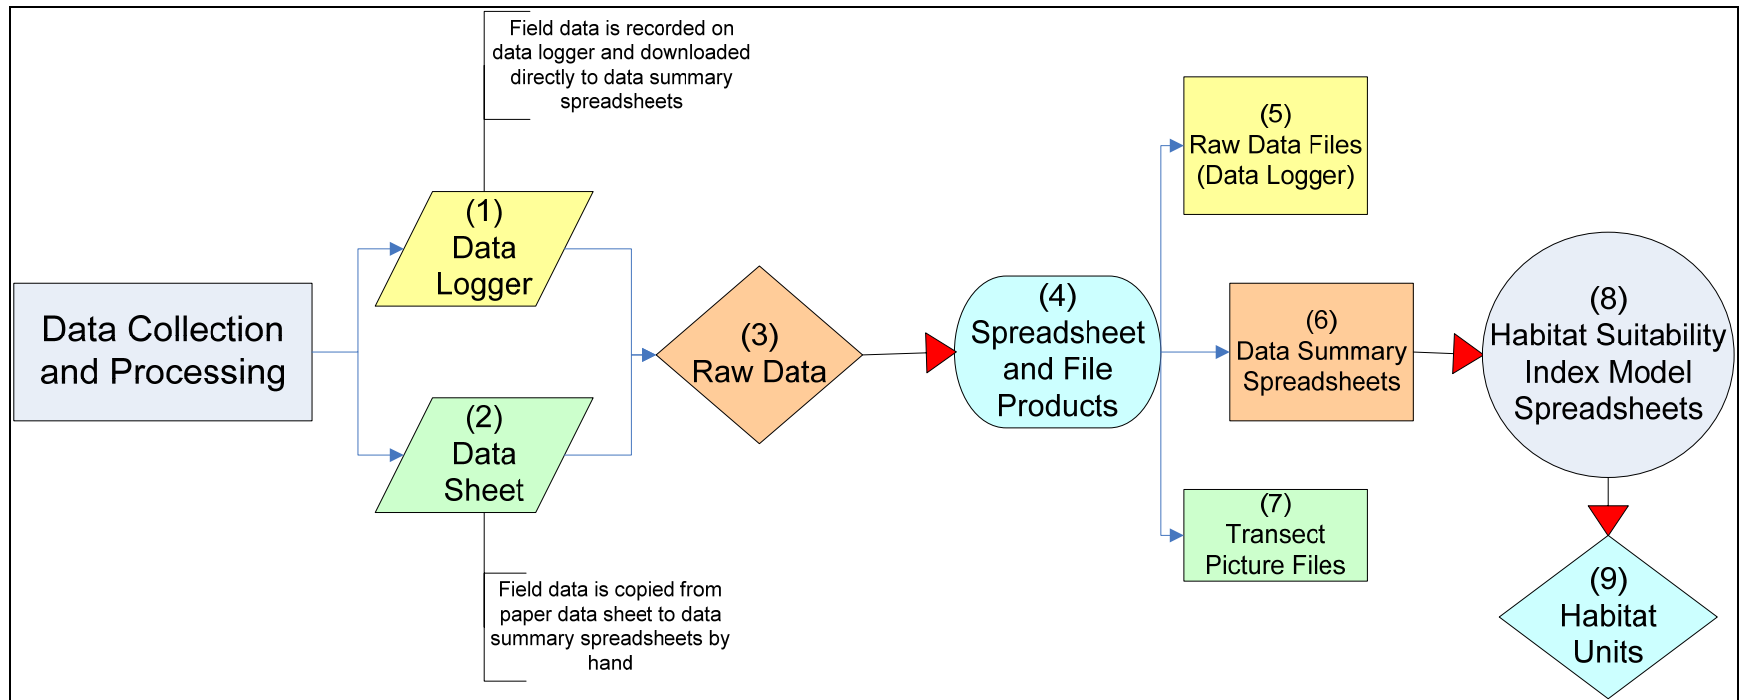 Field data is recorded on
data logger and downloaded
directly to data summary
spreadsheets
Data Collection
and Processing
(1)
Data
Logger
(2)
Data
Sheet
Field data is copied from
paper data sheet to data
summary spreadsheets by
hand
(3)
Raw Data
(4)
Spreadsheet
and File
Products
(5)
Raw Data Files
(Data Logger)
(6)
Data Summary
Spreadsheets
(7)
Transect
Picture Files
(8)
Habitat Suitability
Index Model
Spreadsheets
(9)
Habitat
Units